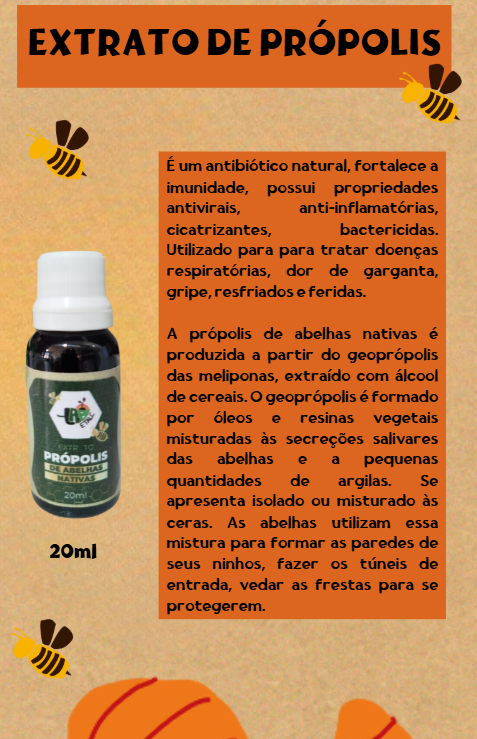 EXTRATO DE PRÓPOLIS
É um antibiótico natural, fortalece a
imunidade, possui propriedades
antivirais, anti-inflamatórias,
cicatrizantes, bactericidas.
Utilizado para para tratar doenças
respiratórias, dor de garganta,
gripe, resfriados e feridas.
A própolis de abelhas nativas é
produzida a partir do geoprópolis
das meliponas, extraído com álcool
de cereais. O geoprópolis é formado
por óleos e resinas vegetais
misturadas às secreções salivares
das abelhas e a pequenas
quantidades de argilas. Se
apresenta isolado ou misturado às
ceras. As abelhas utilizam essa
mistura para formar as paredes de
seus ninhos, fazer os túneis de
entrada, vedar as frestas para se
protegerem.
PRÓPOLIS
DE ABELHAS
NATIVAS
20ml
20ml